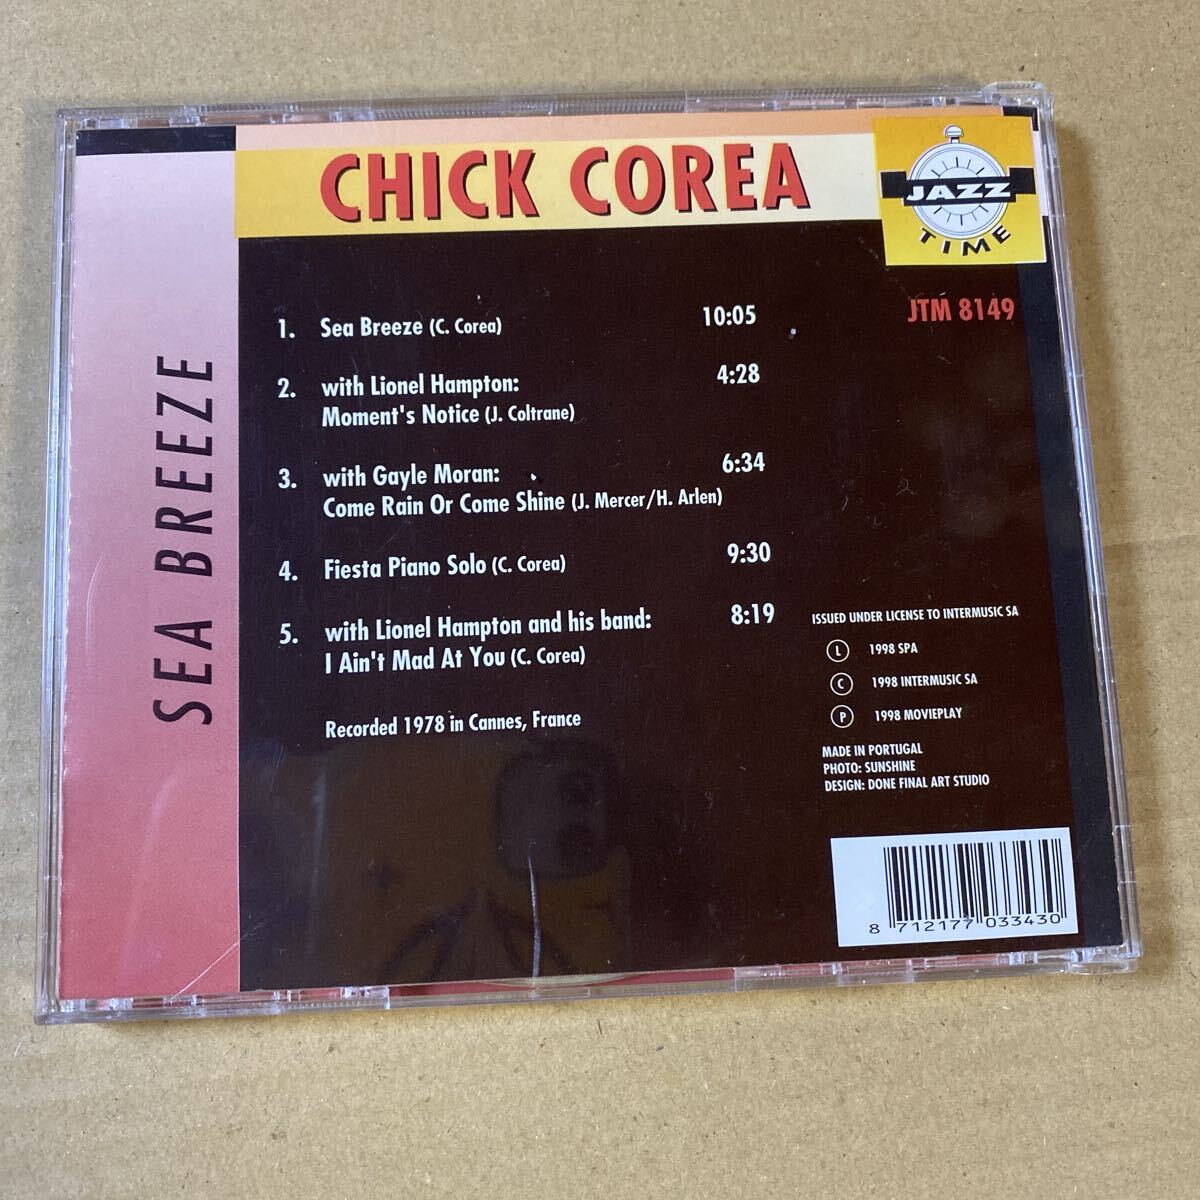 CHICK COREA
JAZZ
TIME
JTM 8149
SEA BREEZE
1. Sea Breeze (C. Corea) 10:05
2. with Lionel Hampton: 4:28
Moment's Notice (J. Coltrane)
3. with Gayle Moran: 6:34
Come Rain Or Come Shine (J. Mercer/H. Arlen)
4. Fiesta Piano Solo (C. Corea) 9:30
5. with Lionel Hampton and his band: 8:19
I Ain't Mad At You (C. Corea)
Recorded 1978 in Cannes, France
ISSUED UNDER LICENSE TO INTERMUSIC SA
L 1998 SPA
C 1998 INTERMUSIC SA
P 1998 MOVIEPLAY
MADE IN PORTUGAL
PHOTO: SUNSHINE
DESIGN: DONE FINAL ART STUDIO
8 712177 033430